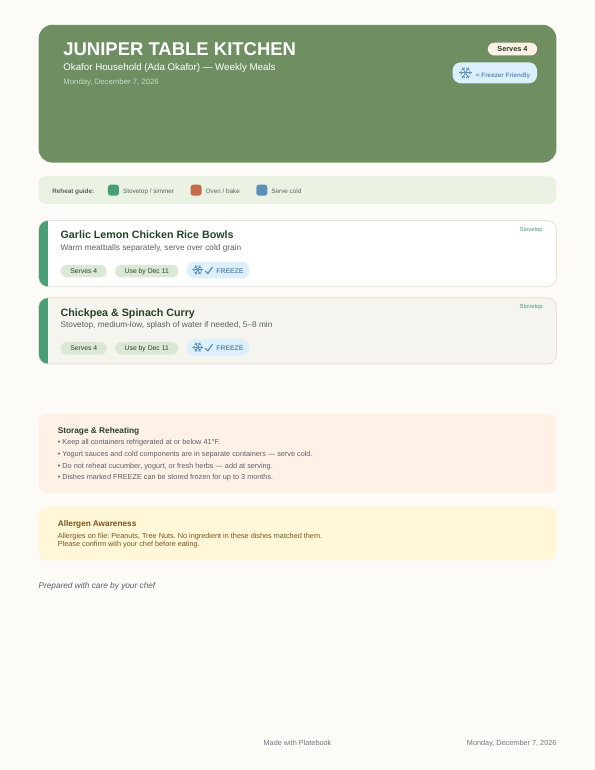 JUNIPER TABLE KITCHEN
Serves 4
Okafor Household (Ada Okafor) — Weekly Meals
= Freezer Friendly
Monday, December 7, 2026
Reheat guide:
Stovetop / simmer
Oven / bake
Serve cold
Garlic Lemon Chicken Rice Bowls
Stovetop
Warm meatballs separately, serve over cold grain
Serves 4
Use by Dec 11
FREEZE
Chickpea & Spinach Curry
Stovetop
Stovetop, medium-low, splash of water if needed, 5–8 min
Serves 4
Use by Dec 11
FREEZE
Storage & Reheating
• Keep all containers refrigerated at or below 41°F.
• Yogurt sauces and cold components are in separate containers — serve cold.
• Do not reheat cucumber, yogurt, or fresh herbs — add at serving.
• Dishes marked FREEZE can be stored frozen for up to 3 months.
Allergen Awareness
Allergies on file: Peanuts, Tree Nuts. No ingredient in these dishes matched them.
Please confirm with your chef before eating.
Prepared with care by your chef
Made with Platebook
Monday, December 7, 2026